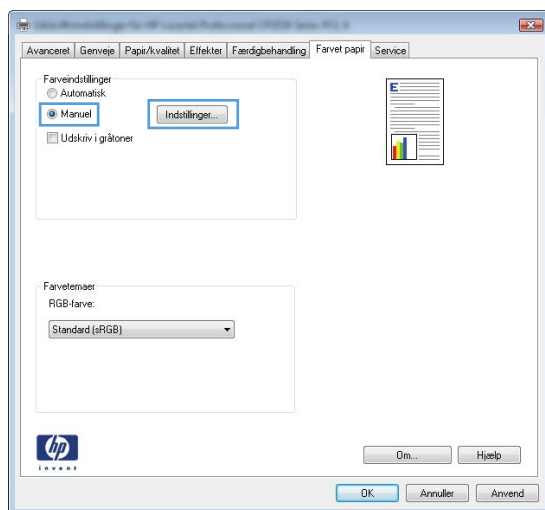 Avanceret Genveje Papir/kvalitet Effekter Færdigbehandling Farvet papir Service
Farveindstillinger
Automatisk
Manuel Indstillinger...
Udskriv i gråtoner
E
Farvetemaer
RGB-farve:
Standard (sRGB)
hp
invent
Om... Hjælp
OK Annuller Anvend